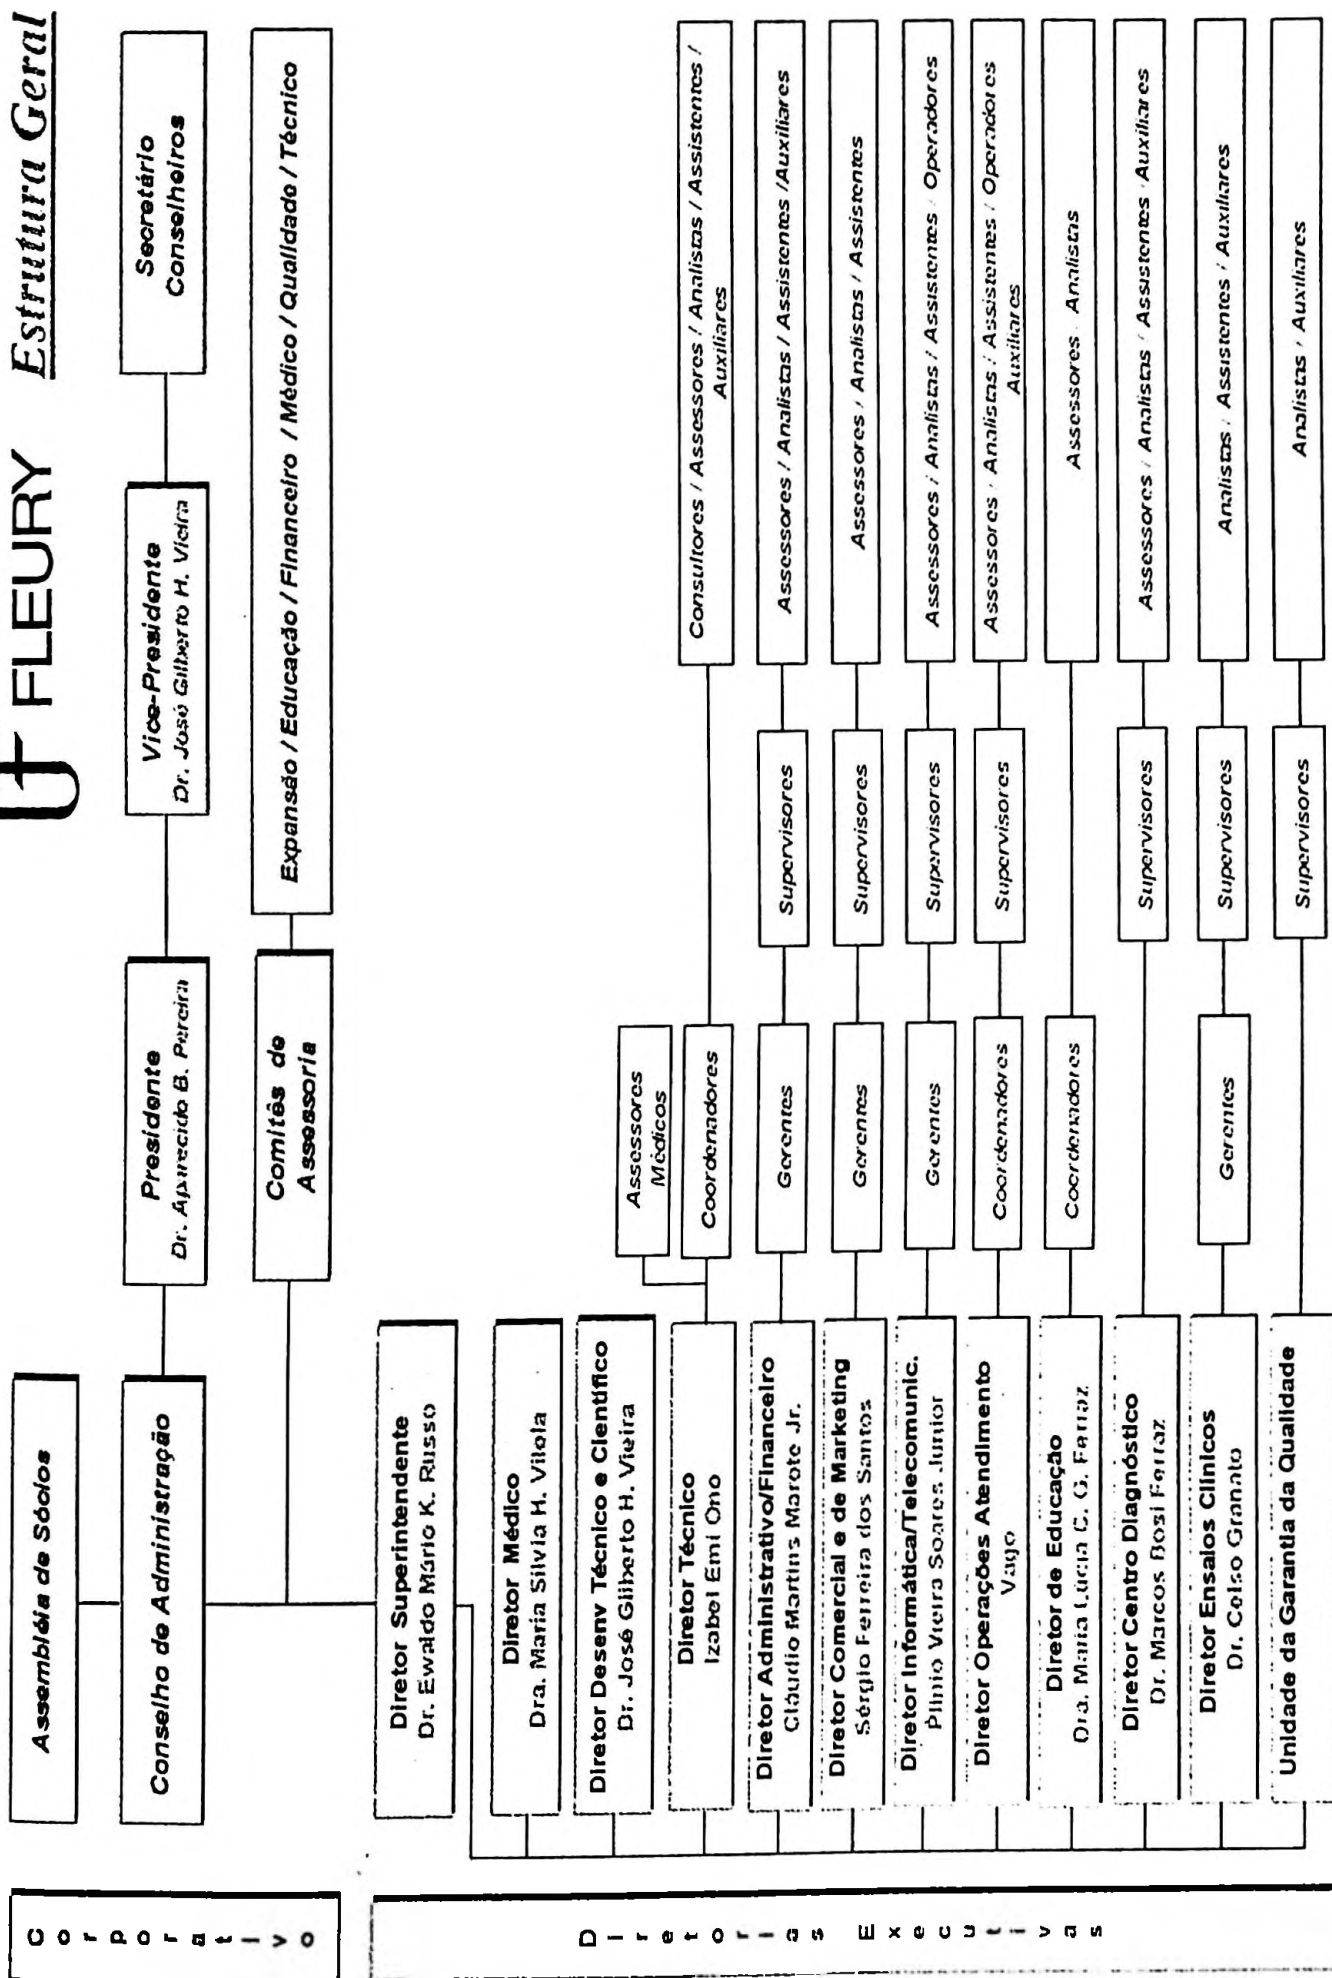 FLEURY Estrutura Geral
Corporativo
Assembléia de Sócios
Conselho de Administração
Presidente
Dr. Aparecido B. Pereira
Vice-Presidente
Dr. José Gilberto H. Vieira
Secretário
Conselheiros
Comitês de
Assessoria
Expansão / Educação / Financeiro / Médico / Qualidade / Técnico
Diretorias Executivas
Diretor Superintendente
Dr. Ewaldo Mário K. Russo
Diretor Médico
Dra. Maria Silvia H. Vilola
Diretor Desenv Técnico e Científico
Dr. José Gilberto H. Vieira
Assessores
Médicos
Diretor Técnico
Izabel Emi Ono
Coordenadores
Consultores / Assessores / Analistas / Assistentes /
Auxiliares
Diretor Administrativo/Financeiro
Cláudio Martins Marote Jr.
Gerentes
Supervisores
Assessores / Analistas / Assistentes /Auxiliares
Diretor Comercial e de Marketing
Sérgio Ferreira dos Santos
Gerentes
Supervisores
Assessores / Analistas / Assistentes
Diretor Informática/Telecomunic.
Plinio Vieira Soares Junior
Gerentes
Supervisores
Assessores / Analistas / Assistentes / Operadores
Diretor Operações Atendimento
Vago
Coordenadores
Supervisores
Assessores / Analistas / Assistentes / Operadores
Auxiliares
Diretor de Educação
Dra. Maria Lucia C. G. Ferraz
Coordenadores
Assessores / Analistas
Diretor Centro Diagnóstico
Dr. Marcos Bosi Ferraz
Supervisores
Assessores / Analistas / Assistentes / Auxiliares
Diretor Ensaios Clínicos
Dr. Celso Granato
Gerentes
Supervisores
Analistas / Assistentes / Auxiliares
Unidade da Garantia da Qualidade
Supervisores
Analistas / Auxiliares